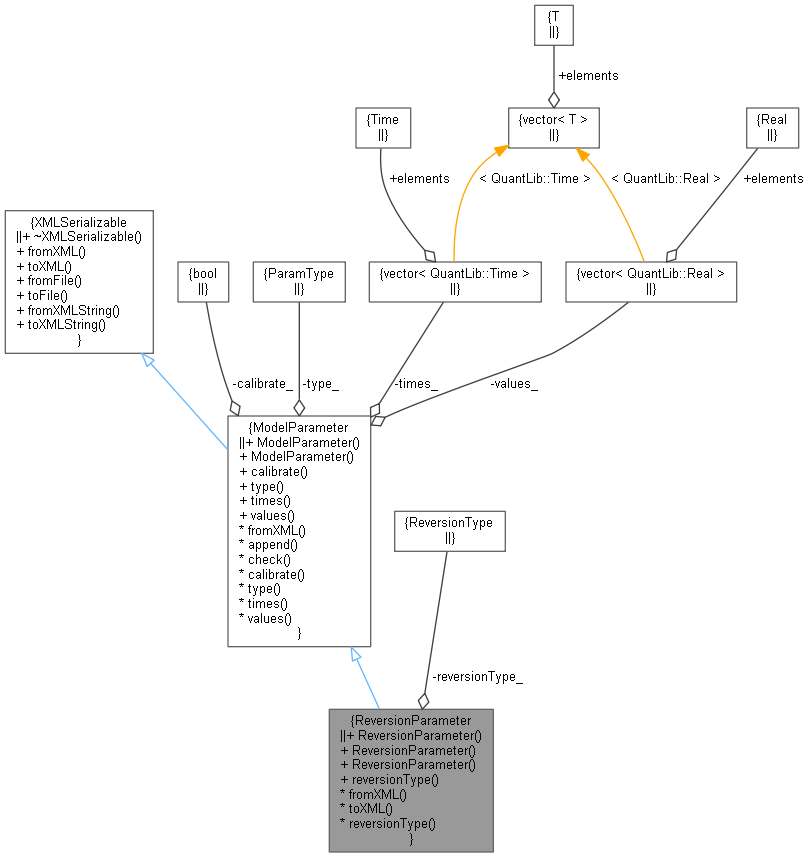 {T
||}
+elements
{Time
||}
{vector< T >
||}
{Real
||}
+elements
< QuantLib::Time >
< QuantLib::Real >
+elements
{XMLSerializable
||+ ~XMLSerializable()
+ fromXML()
+ toXML()
+ fromFile()
+ toFile()
+ fromXMLString()
+ toXMLString()
}
{bool
||}
{ParamType
||}
{vector< QuantLib::Time >
||}
{vector< QuantLib::Real >
||}
-calibrate_
-type_
-times_
-values_
{ModelParameter
||+ ModelParameter()
+ ModelParameter()
+ calibrate()
+ type()
+ times()
+ values()
* fromXML()
* append()
* check()
* calibrate()
* type()
* times()
* values()
}
{ReversionType
||}
-reversionType_
{ReversionParameter
||+ ReversionParameter()
+ ReversionParameter()
+ ReversionParameter()
+ reversionType()
* fromXML()
* toXML()
* reversionType()
}